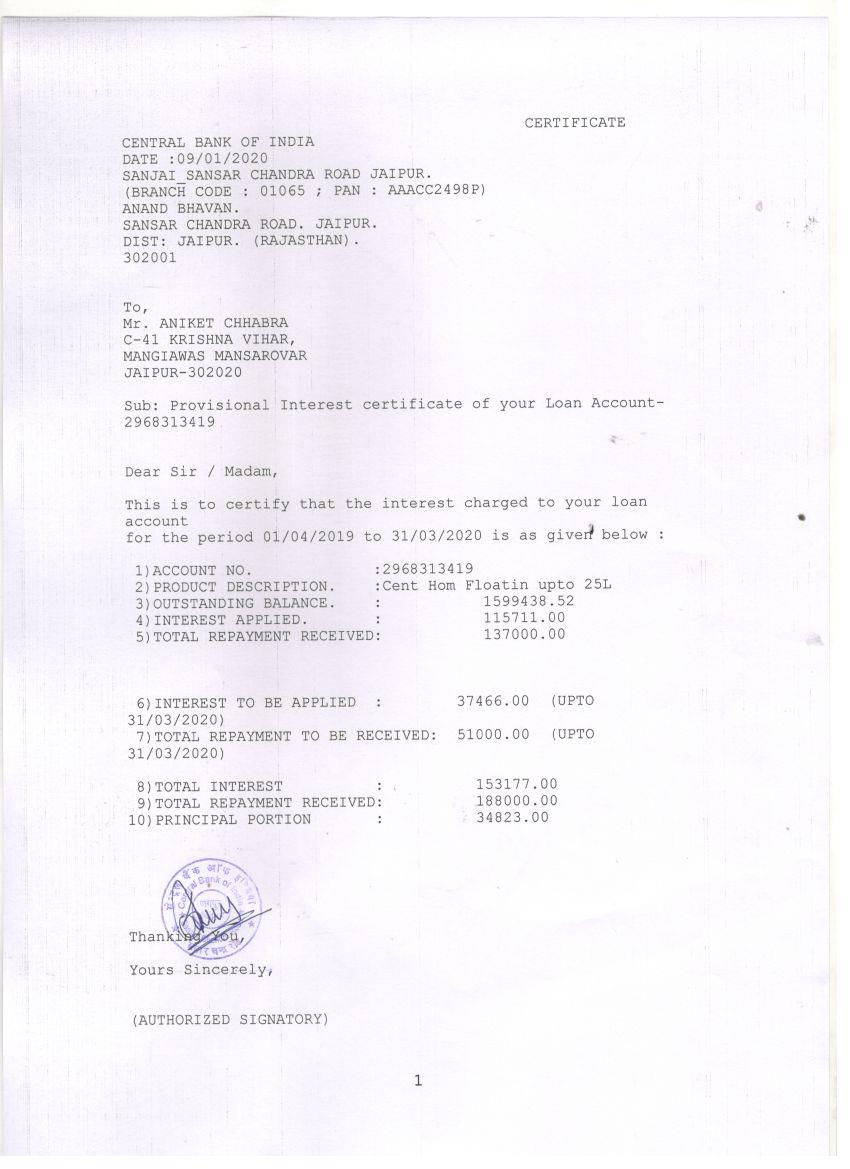 CERTIFICATE
CENTRAL BANK OF INDIA
DATE :09/01/2020
SANJAI_SANSAR CHANDRA ROAD JAIPUR.
(BRANCH CODE : 01065 ; PAN : AAACC2498P)
ANAND BHAVAN.
SANSAR CHANDRA ROAD. JAIPUR.
DIST: JAIPUR. (RAJASTHAN).
302001
To,
Mr. ANIKET CHHABRA
C-41 KRISHNA VIHAR,
MANGIAWAS MANSAROVAR
JAIPUR-302020
Sub: Provisional Interest certificate of your Loan Account-
2968313419
Dear Sir / Madam,
This is to certify that the interest charged to your loan
account
for the period 01/04/2019 to 31/03/2020 is as given below :
1)ACCOUNT NO. :2968313419
2)PRODUCT DESCRIPTION. :Cent Hom Floatin upto 25L
3)OUTSTANDING BALANCE. : 1599438.52
4)INTEREST APPLIED. : 115711.00
5)TOTAL REPAYMENT RECEIVED: 137000.00
6)INTEREST TO BE APPLIED : 37466.00 (UPTO
31/03/2020)
7)TOTAL REPAYMENT TO BE RECEIVED: 51000.00 (UPTO
31/03/2020)
8)TOTAL INTEREST : 153177.00
9)TOTAL REPAYMENT RECEIVED: 188000.00
10)PRINCIPAL PORTION : 34823.00
बैंक ऑफ इण्डिया
Central Bank of India
Thanking You,
Yours Sincerely,
(AUTHORIZED SIGNATORY)
1